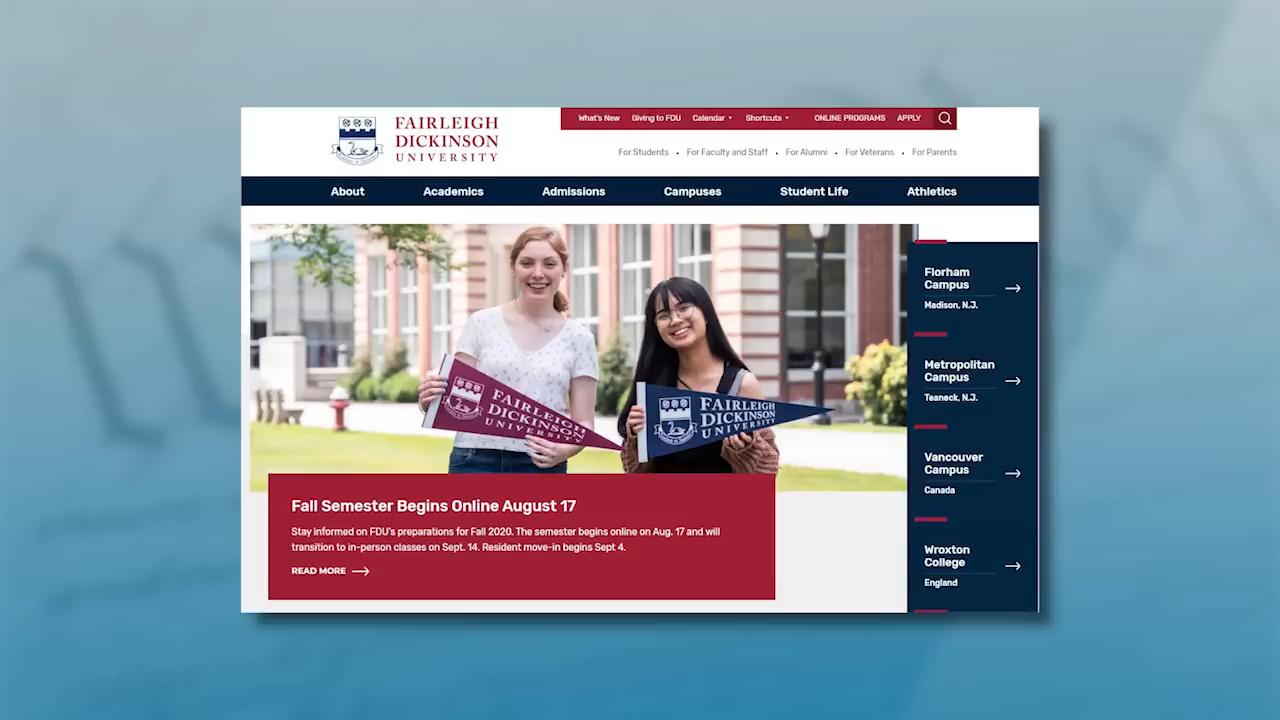 FAIRLEIGH
DICKINSON
UNIVERSITY
What's New Giving to FDU Calendar Shortcuts ONLINE PROGRAMS APPLY
For Students • For Faculty and Staff • For Alumni • For Veterans • For Parents
About Academics Admissions Campuses Student Life Athletics
FAIRLEIGH
DICKINSON
UNIVERSITY
FAIRLEIGH
DICKINSON
UNIVERSITY
Fall Semester Begins Online August 17
Stay informed on FDU's preparations for Fall 2020. The semester begins online on Aug. 17 and will
transition to in-person classes on Sept. 14. Resident move-in begins Sept 4.
READ MORE
Florham
Campus
Madison, N.J.
Metropolitan
Campus
Teaneck, N.J.
Vancouver
Campus
Canada
Wroxton
College
England